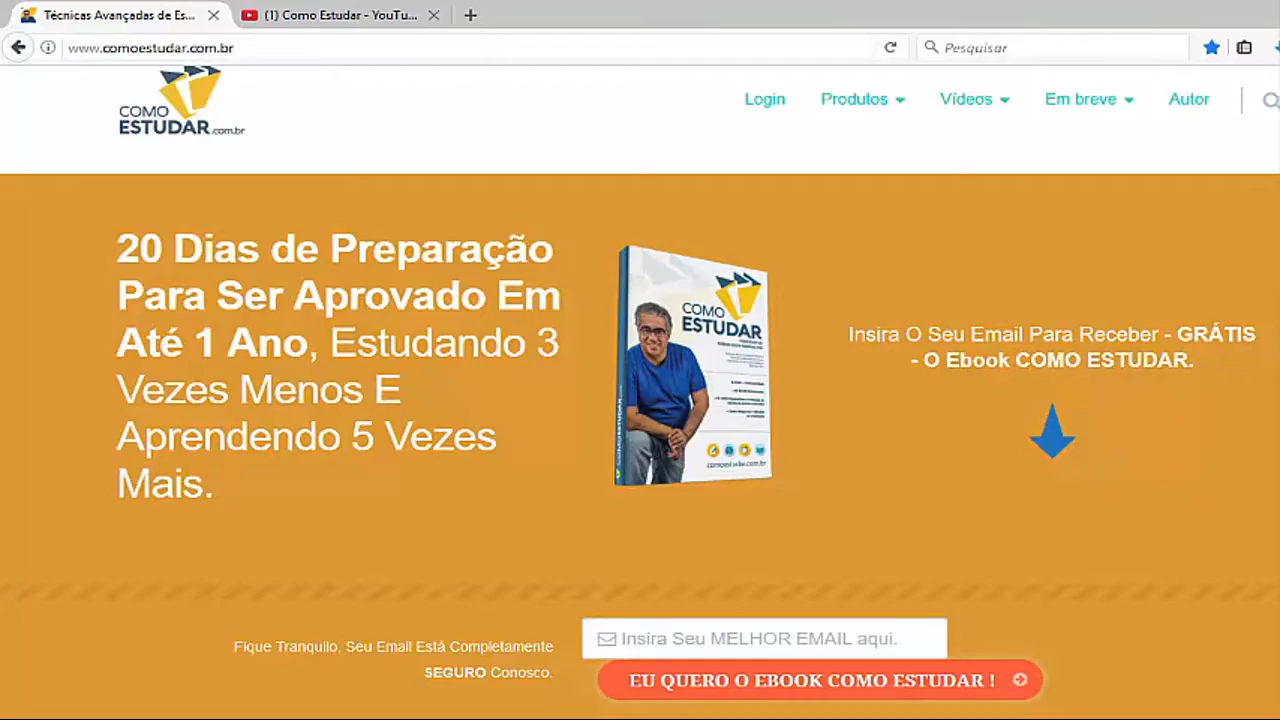 Técnicas Avançadas de Es...
(1) Como Estudar - YouTu...
www.comoestudar.com.br
Pesquisar
COMO
ESTUDAR.com.br
Login
Produtos
Vídeos
Em breve
Autor
20 Dias de Preparação
Para Ser Aprovado Em
Até 1 Ano, Estudando 3
Vezes Menos E
Aprendendo 5 Vezes
Mais.
COMO
ESTUDAR
comoestudar.com.br
Insira O Seu Email Para Receber - GRÁTIS
- O Ebook COMO ESTUDAR.
Fique Tranquilo, Seu Email Está Completamente
SEGURO Conosco.
Insira Seu MELHOR EMAIL aqui.
EU QUERO O EBOOK COMO ESTUDAR !